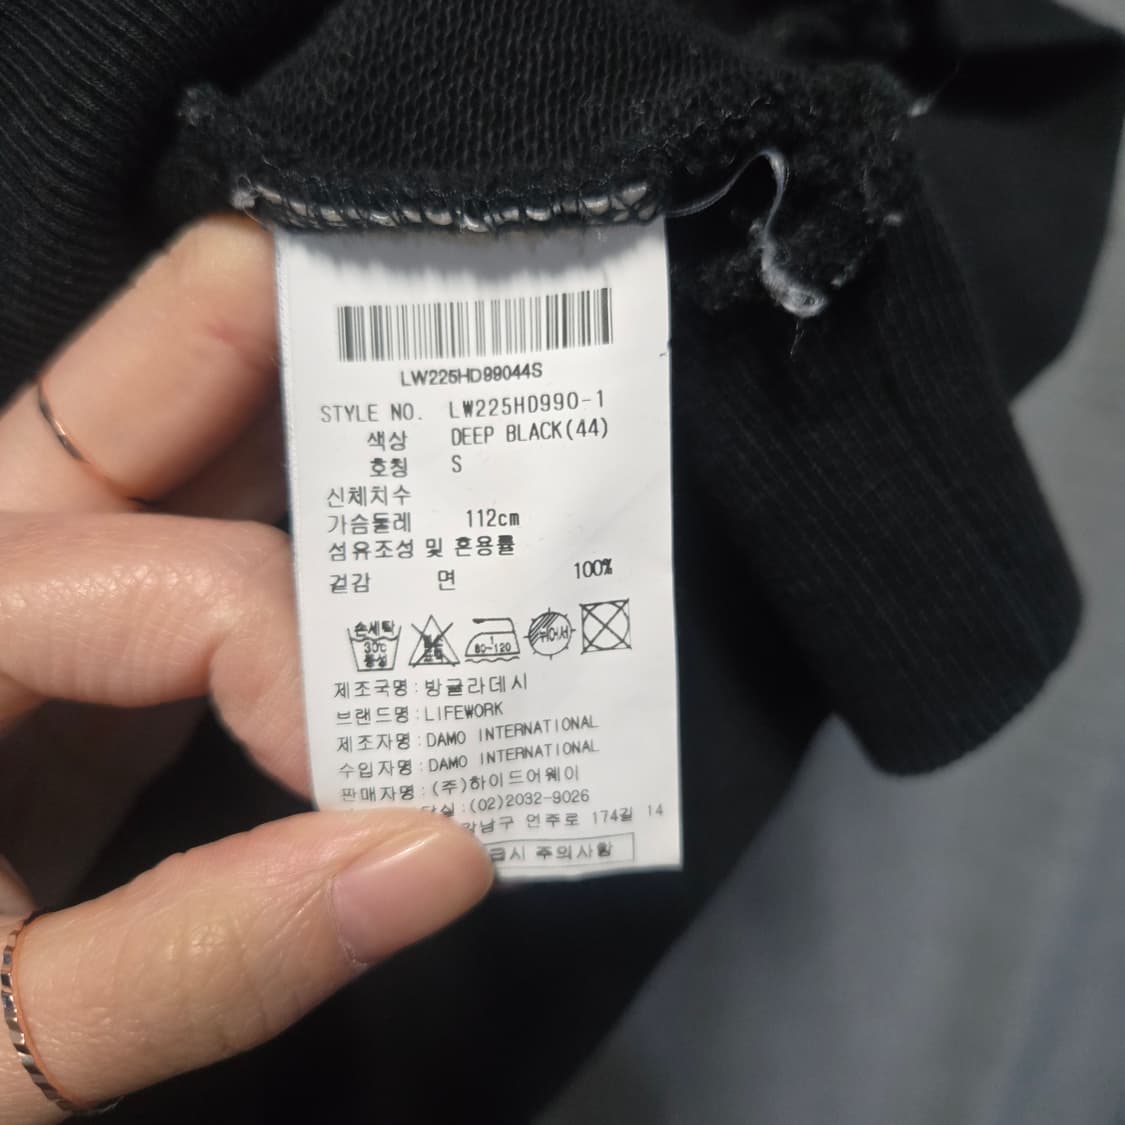 LW225HD99044S
STYLE NO. LW225HD990-1
색상 DEEP BLACK(44)
호칭 S
신체치수
가슴둘레 112cm
섬유조성 및 혼용률
겉감 면 100%
손세탁 30℃ 중성 80~120 뉘어서
제조국명:방글라데시
브랜드명:LIFEWORK
제조자명:DAMO INTERNATIONAL
수입자명:DAMO INTERNATIONAL
판매자명:(주)하이드어웨이
:(02)2032-9026
강남구 언주로 174길 14
급시 주의사항